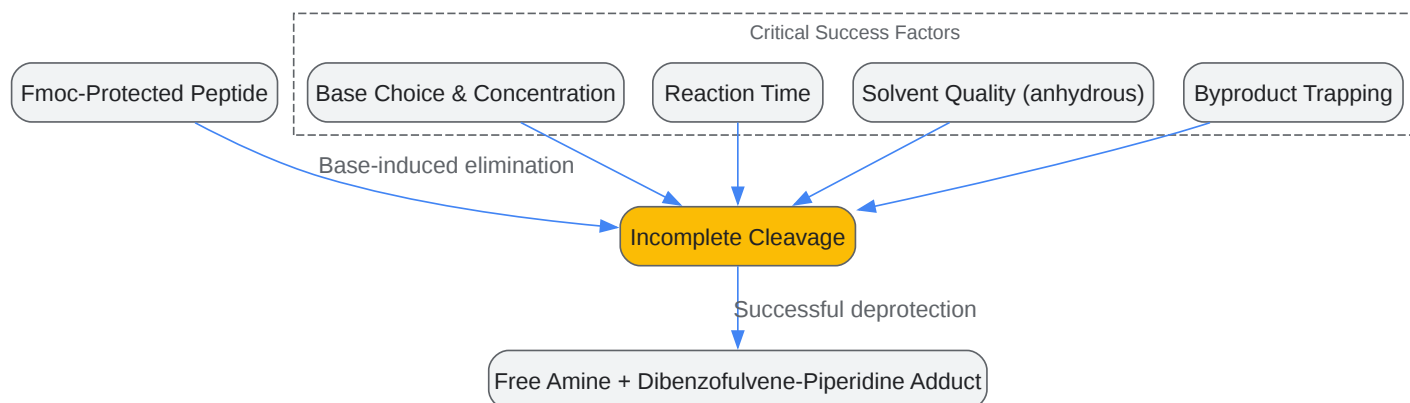 Critical Success Factors
Fmoc-Protected Peptide
Base Choice & Concentration
Reaction Time
Solvent Quality (anhydrous)
Byproduct Trapping
Base-induced elimination
Incomplete Cleavage
Successful deprotection
Free Amine + Dibenzofulvene-Piperidine Adduct